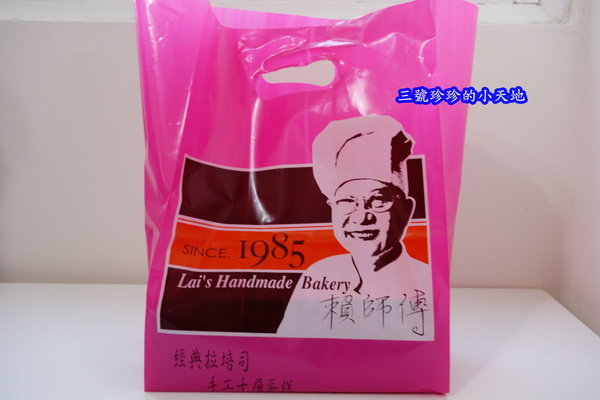 三號珍珍的小天地
SINCE. 1985
Lai's Handmade Bakery
賴師傅
經典拉培司
手工千層蛋糕